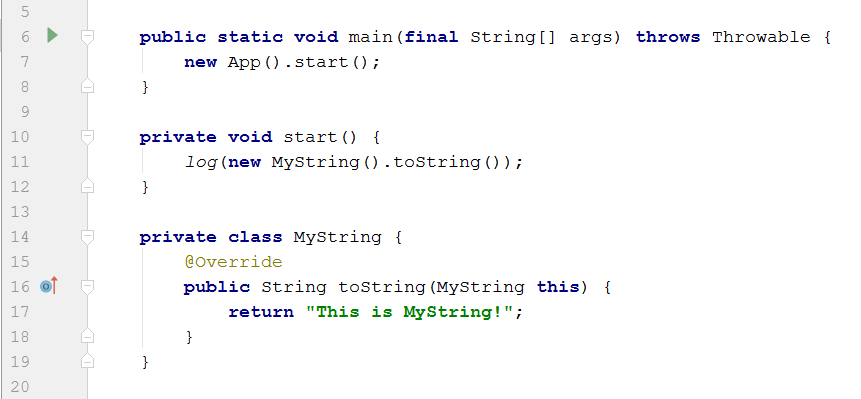 5
6 public static void main(final String[] args) throws Throwable {
7 new App().start();
8 }
9
10 private void start() {
11 log(new MyString().toString());
12 }
13
14 private class MyString {
15 @Override
16 public String toString(MyString this) {
17 return "This is MyString!";
18 }
19 }
20